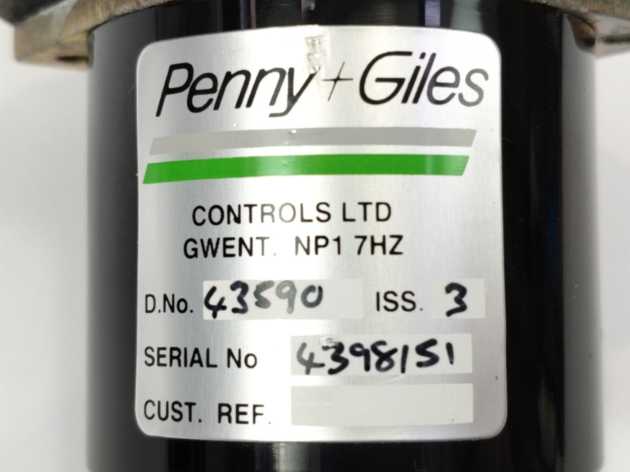 Penny + Giles
CONTROLS LTD
GWENT. NP1 7HZ
D.No. 43590 ISS. 3
SERIAL No 4398151
CUST. REF.